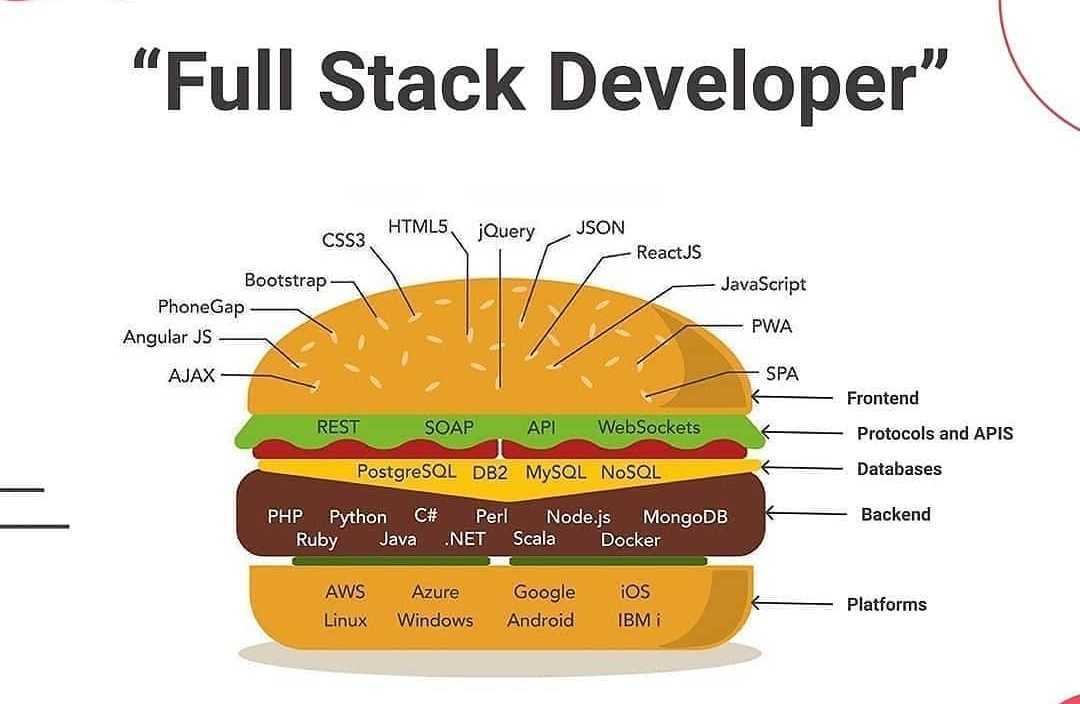 “Full Stack Developer”
HTML5
jQuery
JSON
CSS3
ReactJS
Bootstrap
JavaScript
PhoneGap
PWA
Angular JS
AJAX
SPA
Frontend
REST SOAP API WebSockets
Protocols and APIS
PostgreSQL DB2 MySQL NoSQL
Databases
PHP Python C# Perl Node.js MongoDB
Backend
Ruby Java .NET Scala Docker
AWS Azure Google iOS
Platforms
Linux Windows Android IBM i